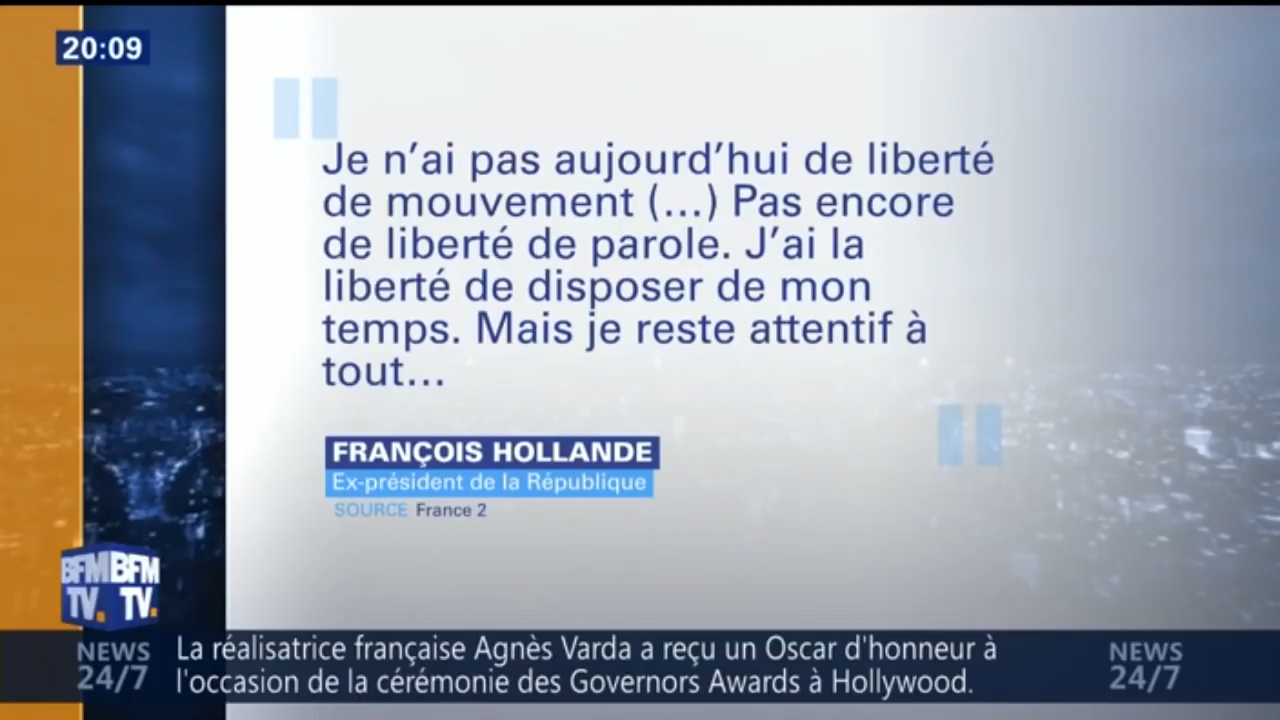 20:09
Je n’ai pas aujourd’hui de liberté
de mouvement (...) Pas encore
de liberté de parole. J’ai la
liberté de disposer de mon
temps. Mais je reste attentif à
tout...
FRANÇOIS HOLLANDE
Ex-président de la République
SOURCE France 2
BFM BFM
TV. TV.
NEWS
24/7
La réalisatrice française Agnès Varda a reçu un Oscar d'honneur à
l'occasion de la cérémonie des Governors Awards à Hollywood.
NEWS
24/7